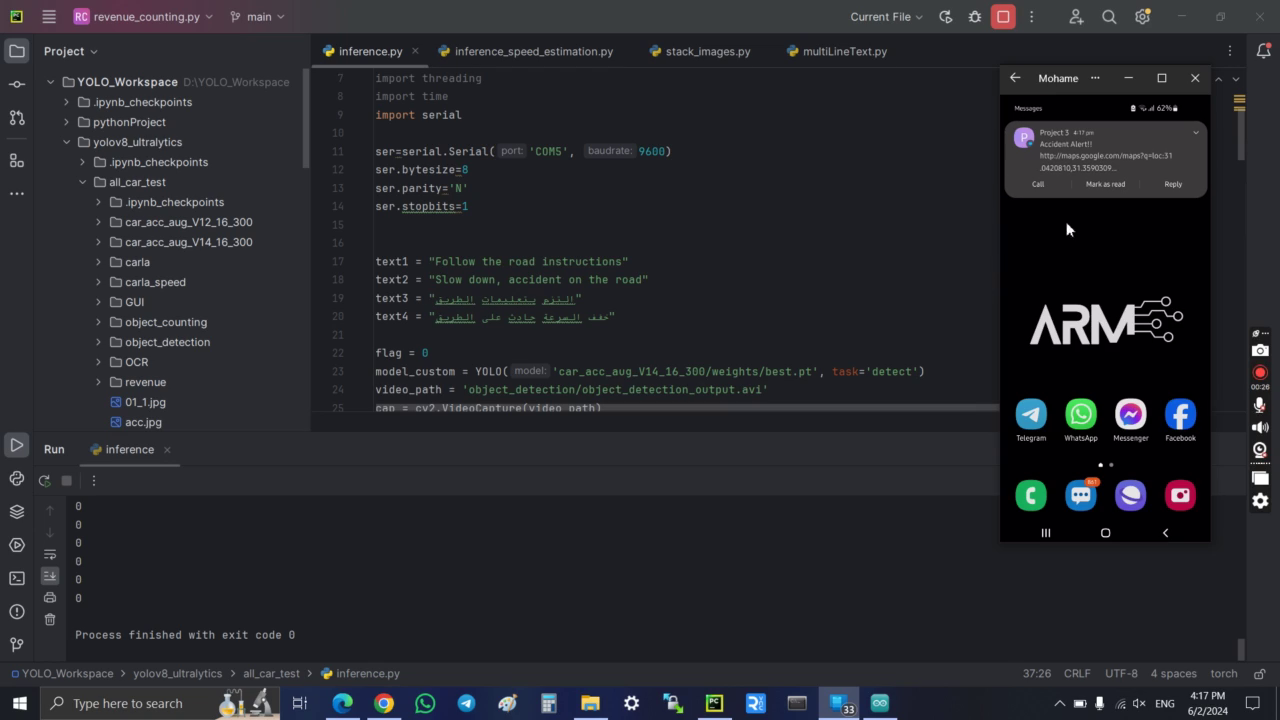 RC revenue_counting.py
main
Current File
Project
inference.py
inference_speed_estimation.py
stack_images.py
multiLineText.py
YOLO_Workspace D:\YOLO_Workspace
.ipynb_checkpoints
pythonProject
yolov8_ultralytics
.ipynb_checkpoints
all_car_test
.ipynb_checkpoints
car_acc_aug_V12_16_300
car_acc_aug_V14_16_300
carla
carla_speed
GUI
object_counting
object_detection
OCR
revenue
01_1.jpg
acc.jpg
7 import threading
8 import time
9 import serial
10
11 ser=serial.Serial( port: 'COM5', baudrate: 9600)
12 ser.bytesize=8
13 ser.parity='N'
14 ser.stopbits=1
15
16
17 text1 = "Follow the road instructions"
18 text2 = "Slow down, accident on the road"
19 text3 = "التزم بتعليمات الطريق"
20 text4 = "خفف السرعة حادث على الطريق"
21
22 flag = 0
23 model_custom = YOLO( model: 'car_acc_aug_V14_16_300/weights/best.pt', task='detect')
24 video_path = 'object_detection/object_detection_output.avi'
25 cap = cv2.VideoCapture(video_path)
Mohame ...
Messages
62%
Project 3 4:17 pm
Accident Alert!!
http://maps.google.com/maps?q=loc:31
.0420810,31.3590309...
Call Mark as read Reply
ARM
Telegram WhatsApp Messenger Facebook
00:26
Run inference
0
0
0
0
0
0
Process finished with exit code 0
YOLO_Workspace > yolov8_ultralytics > all_car_test > inference.py
37:26 CRLF UTF-8 4 spaces torch
Type here to search
PC
33
ENG
4:17 PM
6/2/2024